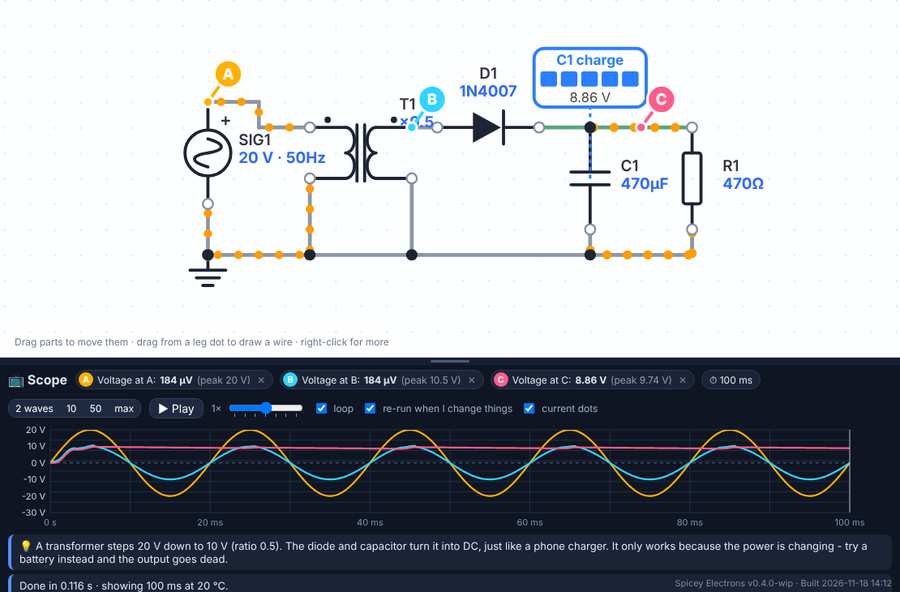 C1 charge
8.86 V
A
B
C
D1
1N4007
T1
×0.5
+
SIG1
20 V · 50Hz
C1
470µF
R1
470Ω
Drag parts to move them · drag from a leg dot to draw a wire · right-click for more
📺 Scope
A Voltage at A: 184 µV (peak 20 V) ×
B Voltage at B: 184 µV (peak 10.5 V) ×
C Voltage at C: 8.86 V (peak 9.74 V) ×
⏱ 100 ms
2 waves 10 50 max ▶ Play 1× loop re-run when I change things current dots
20 V
10 V
0 V
-10 V
-20 V
-30 V
0 s 20 ms 40 ms 60 ms 80 ms 100 ms
💡 A transformer steps 20 V down to 10 V (ratio 0.5). The diode and capacitor turn it into DC, just like a phone charger. It only works because the power is changing - try a
battery instead and the output goes dead.
Done in 0.116 s · showing 100 ms at 20 °C.
Spicey Electrons v0.4.0-wip · Built 2026-11-18 14:12